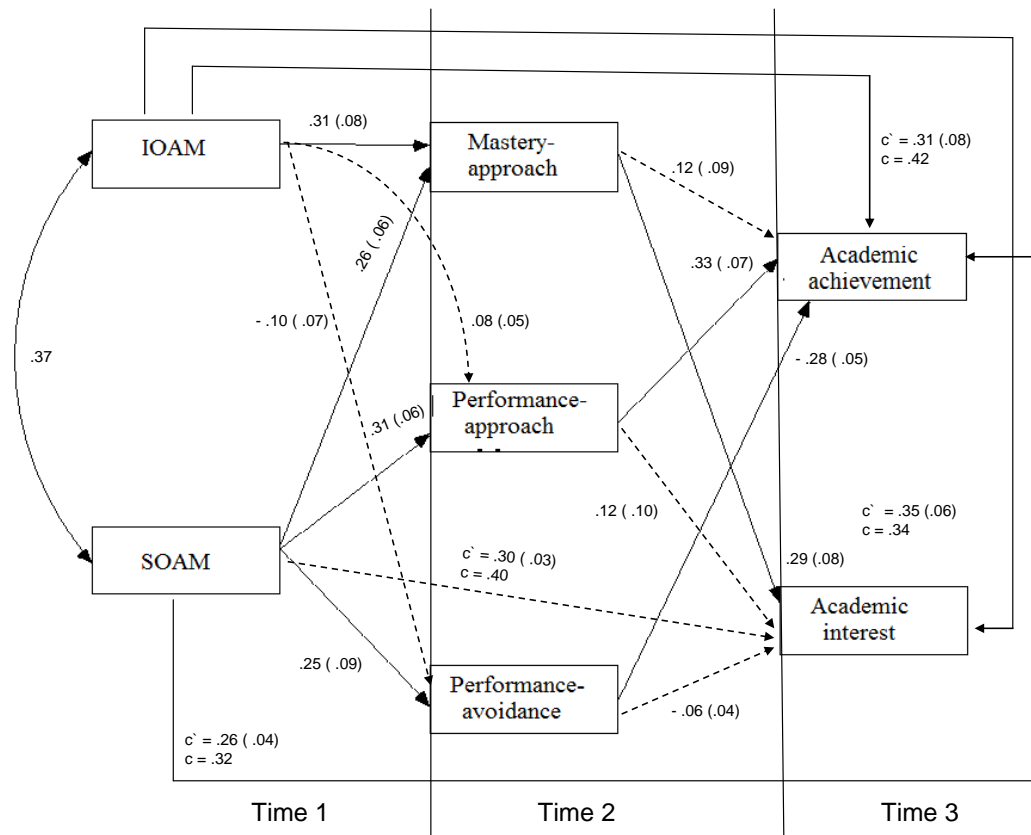 .31 (.08)
IOAM
Mastery-
approach
c` = .31 (.08)
c = .42
.12 ( .09)
.26 (.06)
.33 ( .07)
Academic
achievement
- .10 ( .07)
.08 (.05)
.37
- .28 ( .05)
.31 (.06)
Performance-
approach
.12 ( .10)
c` = .35 (.06)
c = .34
SOAM
c` = .30 ( .03)
c = .40
.29 (.08)
Academic
interest
.25 ( .09)
Performance-
avoidance
- .06 (.04)
c` = .26 ( .04)
c = .32
Time 1
Time 2
Time 3